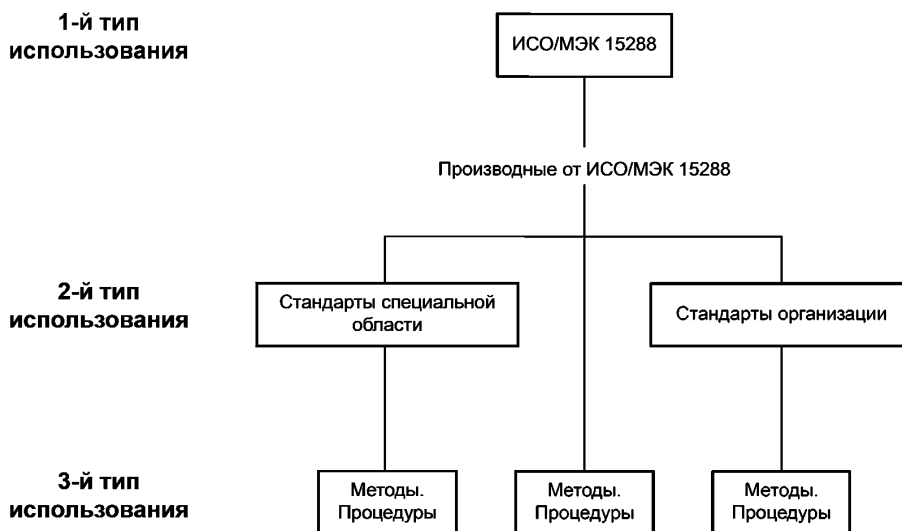 1-й тип
использования
ИСО/МЭК 15288
Производные от ИСО/МЭК 15288
2-й тип
использования
Стандарты специальной
области
Стандарты организации
3-й тип
использования
Методы.
Процедуры
Методы.
Процедуры
Методы.
Процедуры